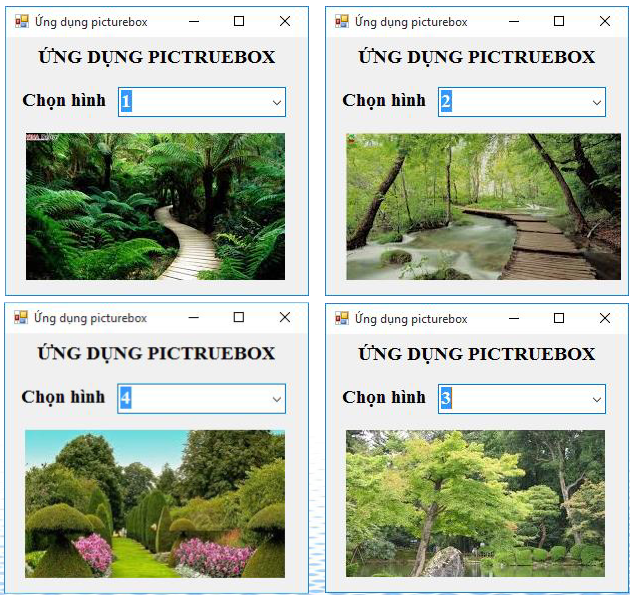 Ứng dụng picturebox
ỨNG DỤNG PICTRUEBOX
Chọn hình 1
Ứng dụng picturebox
ỨNG DỤNG PICTRUEBOX
Chọn hình 2
Ứng dụng picturebox
ỨNG DỤNG PICTRUEBOX
Chọn hình 4
Ứng dụng picturebox
ỨNG DỤNG PICTRUEBOX
Chọn hình 3